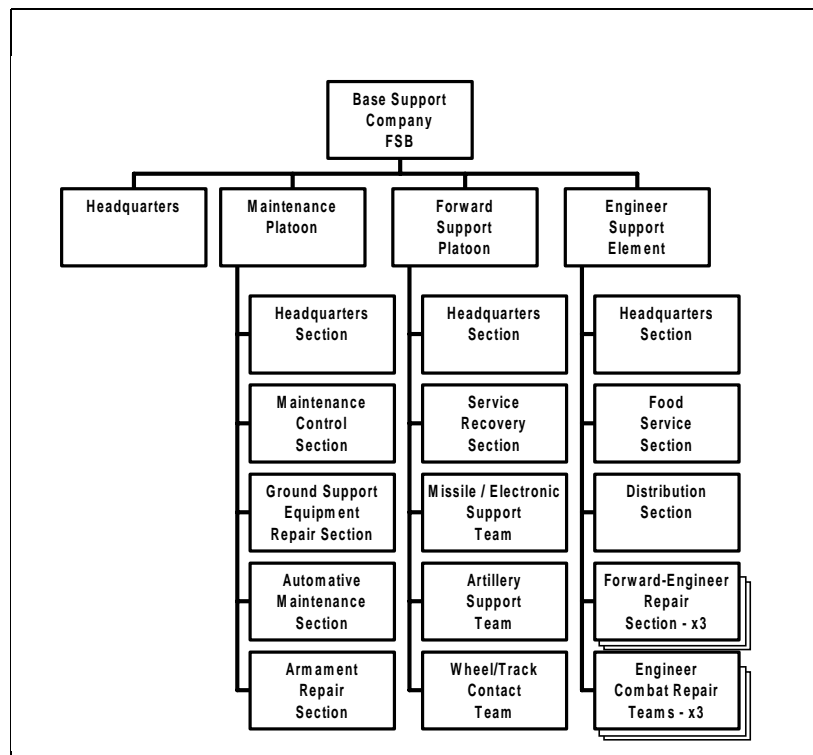 Base Support
Company
FSB
Headquarters
Maintenance
Platoon
Forward
Support
Platoon
Engineer
Support
Element
Headquarters
Section
Maintenance
Control
Section
Ground Support
Equipment
Repair Section
Automative
Maintenance
Section
Armament
Repair
Section
Headquarters
Section
Service
Recovery
Section
Missile / Electronic
Support
Team
Artillery
Support
Team
Wheel/Track
Contact
Team
Headquarters
Section
Food
Service
Section
Distribution
Section
Forward-Engineer
Repair
Section - x3
Engineer
Combat Repair
Teams - x3